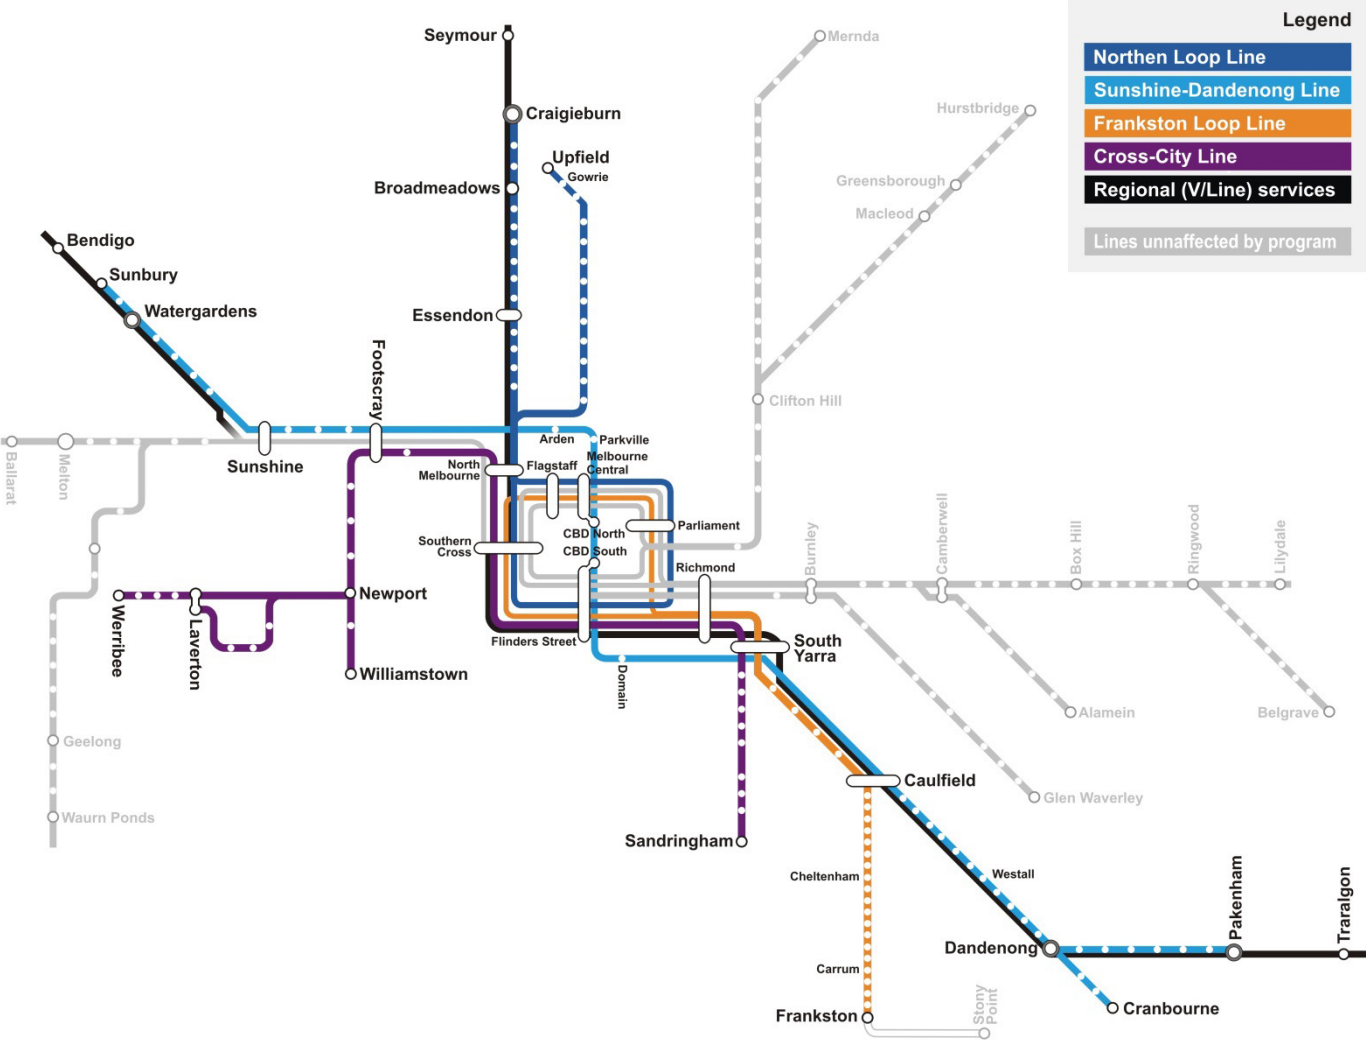 Legend
Northen Loop Line
Sunshine-Dandenong Line
Frankston Loop Line
Cross-City Line
Regional (V/Line) services
Lines unaffected by program
Seymour
Mernda
Craigieburn
Hurstbridge
Upfield
Gowrie
Broadmeadows
Greensborough
Macleod
Bendigo
Sunbury
Watergardens
Essendon
Footscray
Clifton Hill
Ballarat
Melton
Sunshine
Arden
Parkville
Melbourne
Central
North
Melbourne
Flagstaff
CBD North
CBD South
Parliament
Southern
Cross
Richmond
Burnley
Camberwell
Box Hill
Ringwood
Lilydale
Werribee
Laverton
Newport
Flinders Street
South
Yarra
Williamstown
Domain
Geelong
Alamein
Belgrave
Waurn Ponds
Caulfield
Glen Waverley
Sandringham
Cheltenham
Westall
Dandenong
Pakenham
Traralgon
Carrum
Frankston
Stony
Point
Cranbourne